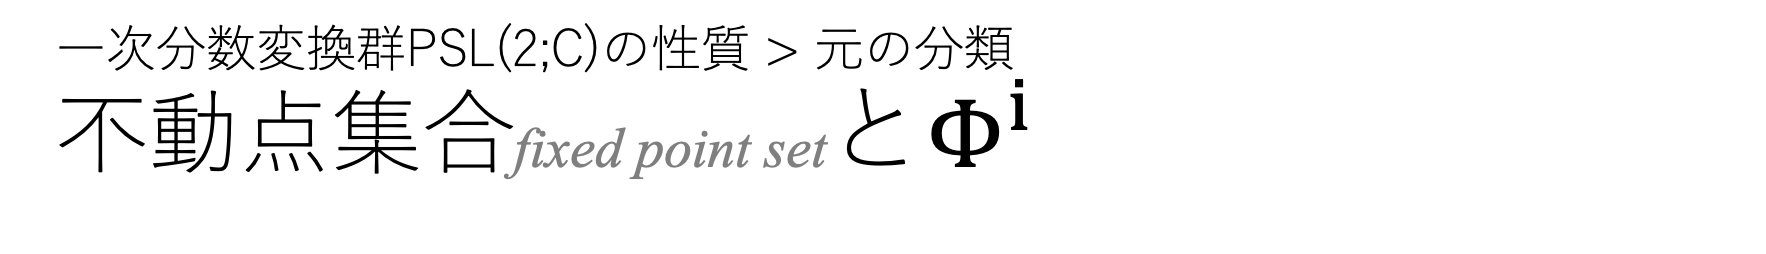 一次分数変換群PSL(2;C)の性質 > 元の分類
不動点集合fixed point setとΦⁱ